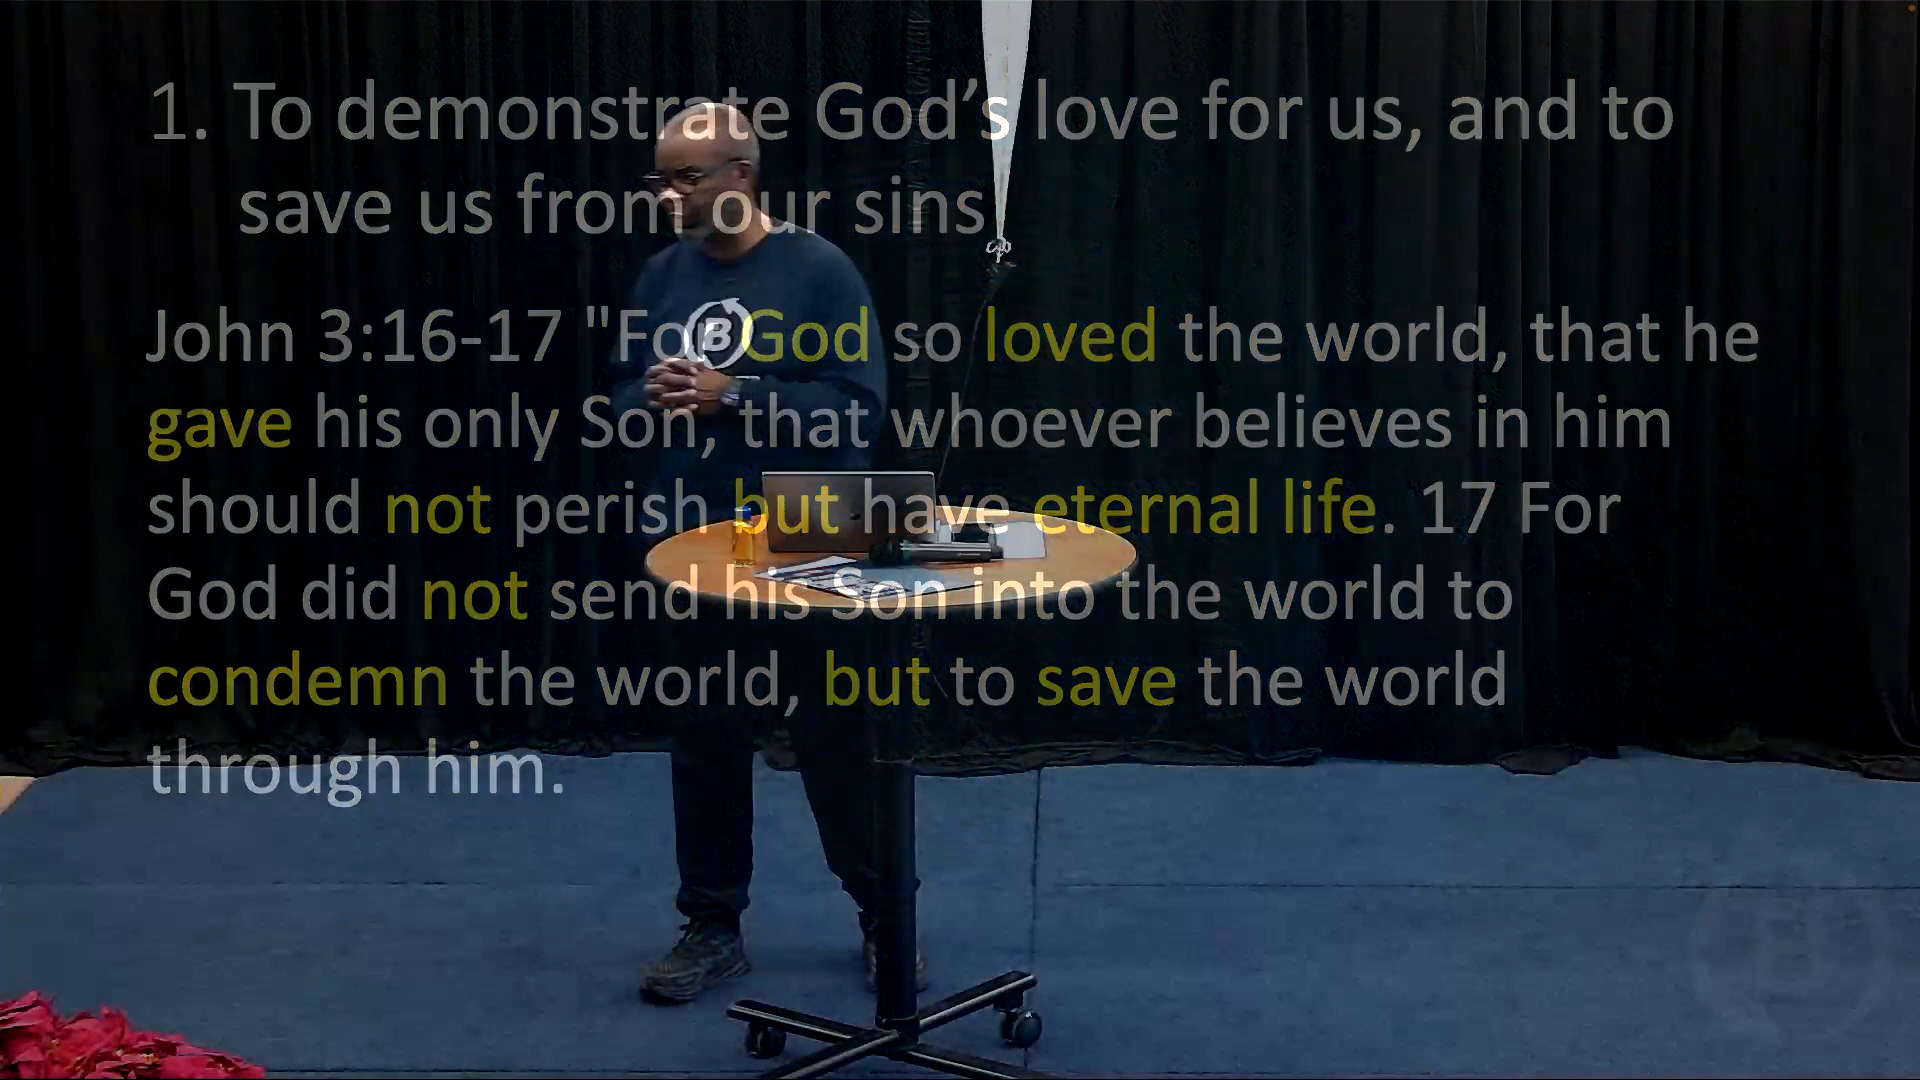 1. To demonstrate God’s love for us, and to
save us from our sins
John 3:16-17 "For God so loved the world, that he
gave his only Son, that whoever believes in him
should not perish but have eternal life. 17 For
God did not send his Son into the world to
condemn the world, but to save the world
through him.
B
B